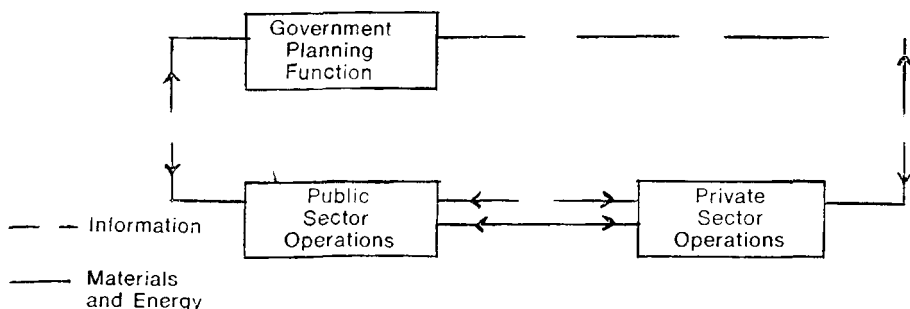 Government
Planning
Function
Public
Sector
Operations
Private
Sector
Operations
Information
Materials
and Energy